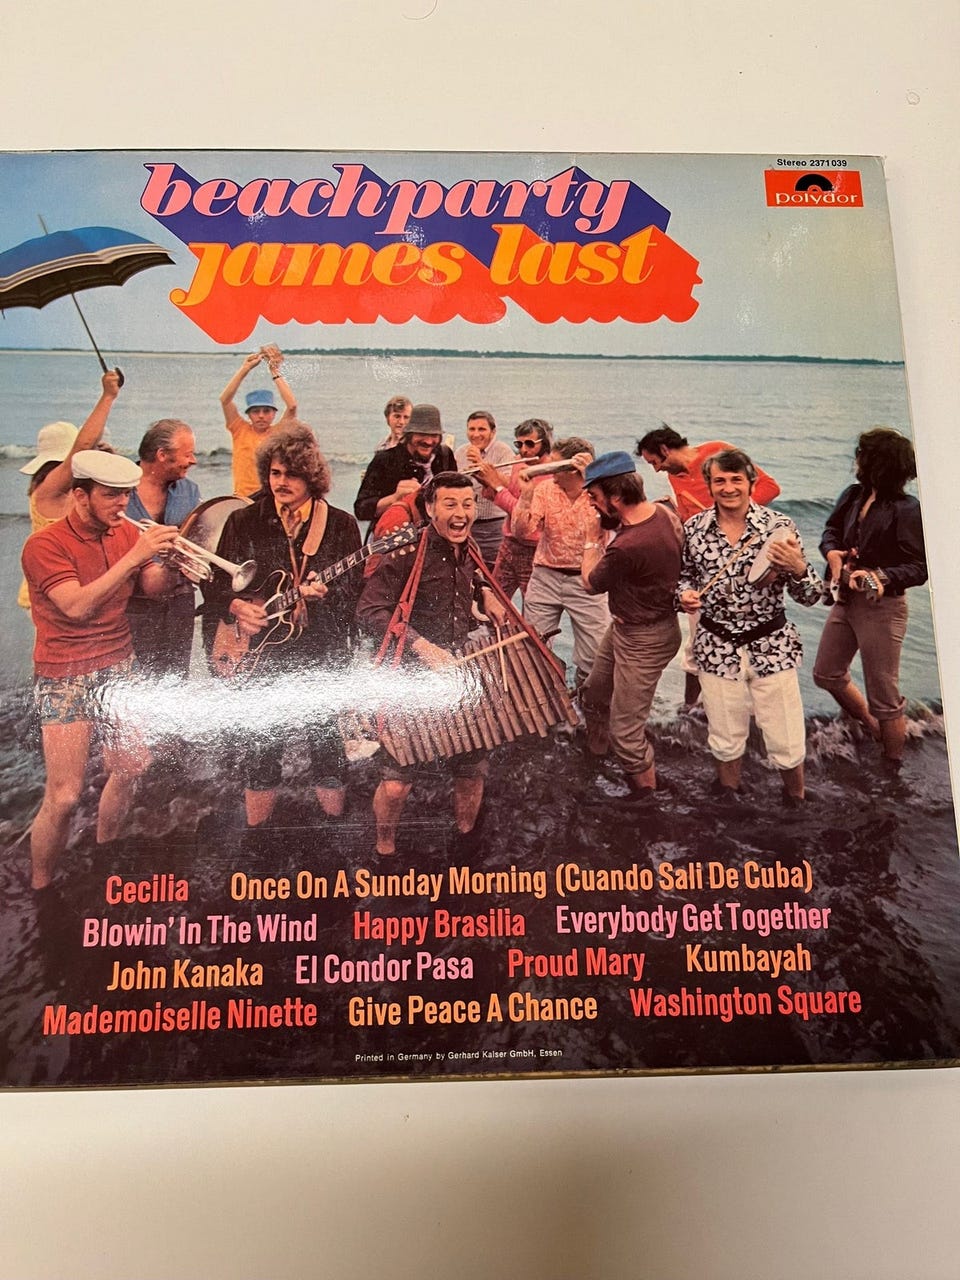 Stereo 2371 039
polydor
beachparty
james last
Cecilia Once On A Sunday Morning (Cuando Sali De Cuba)
Blowin' In The Wind Happy Brasilia Everybody Get Together
John Kanaka El Condor Pasa Proud Mary Kumbayah
Mademoiselle Ninette Give Peace A Chance Washington Square
Printed in Germany by Gerhard Kaiser GmbH, Essen